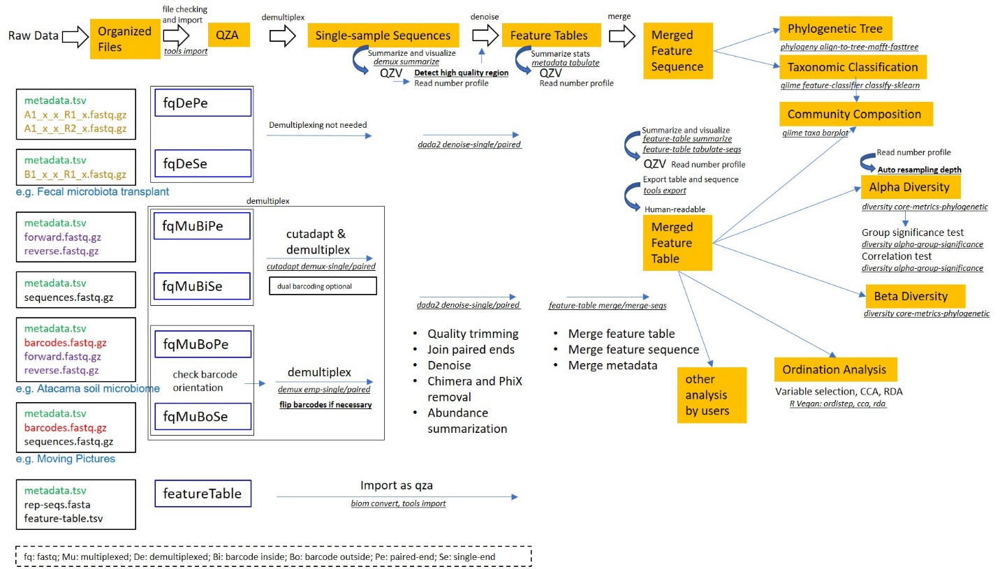 Raw Data
Organized
Files
file checking
and import
tools import
QZA
demultiplex
Single-sample Sequences
Summarize and visualize
demux summarize
QZV
Detect high quality region
Read number profile
denoise
Feature Tables
Summarize stats
metadata tabulate
QZV
Read number profile
merge
Merged
Feature
Sequence
Phylogenetic Tree
phylogeny align-to-tree-mafft-fasttree
Taxonomic Classification
qiime feature-classifier classify-sklearn
Community Composition
qiime taxa barplot
metadata.tsv
A1_x_x_R1_x.fastq.gz
A1_x_x_R2_x.fastq.gz
fqDePe
Demultiplexing not needed
dada2 denoise-single/paired
metadata.tsv
B1_x_x_R1_x.fastq.gz
fqDeSe
e.g. Fecal microbiota transplant
Summarize and visualize
feature-table summarize
feature-table tabulate-seqs
QZV Read number profile
Export table and sequence
tools export
Human-readable
Merged
Feature
Table
Read number profile
Auto resampling depth
Alpha Diversity
diversity core-metrics-phylogenetic
Group significance test
diversity alpha-group-significance
Correlation test
diversity alpha-group-significance
Beta Diversity
diversity core-metrics-phylogenetic
demultiplex
metadata.tsv
forward.fastq.gz
reverse.fastq.gz
fqMuBiPe
cutadapt &
demultiplex
cutadapt demux-single/paired
dual barcoding optional
metadata.tsv
sequences.fastq.gz
fqMuBiSe
dada2 denoise-single/paired
feature-table merge/merge-seqs
• Quality trimming
• Join paired ends
• Denoise
• Chimera and PhiX
removal
• Abundance
summarization
• Merge feature table
• Merge feature sequence
• Merge metadata
metadata.tsv
barcodes.fastq.gz
forward.fastq.gz
reverse.fastq.gz
e.g. Atacama soil microbiome
fqMuBoPe
check barcode
orientation
demultiplex
demux emp-single/paired
flip barcodes if necessary
fqMuBoSe
metadata.tsv
barcodes.fastq.gz
sequences.fastq.gz
e.g. Moving Pictures
other
analysis
by users
Ordination Analysis
Variable selection, CCA, RDA
R Vegan: ordistep, cca, rda
metadata.tsv
rep-seqs.fasta
feature-table.tsv
featureTable
Import as qza
biom convert, tools import
fq: fastq; Mu: multiplexed; De: demultiplexed; Bi: barcode inside; Bo: barcode outside; Pe: paired-end; Se: single-end